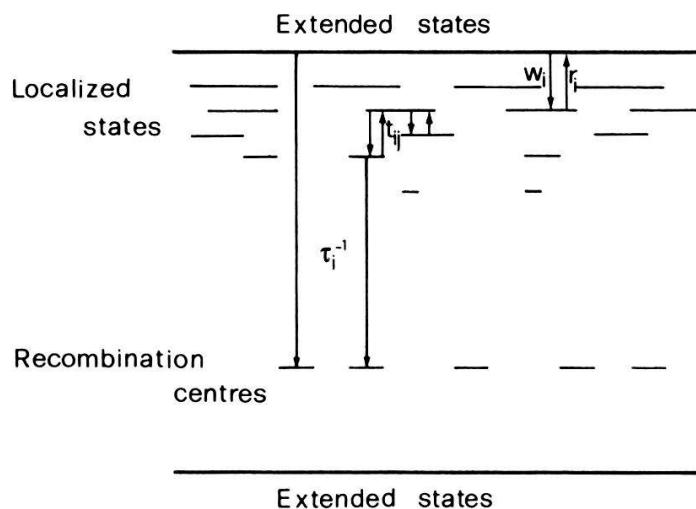 Extended states
Localized
states
w_i
r_i
t_ij
τ_i^-1
Recombination
centres
Extended states